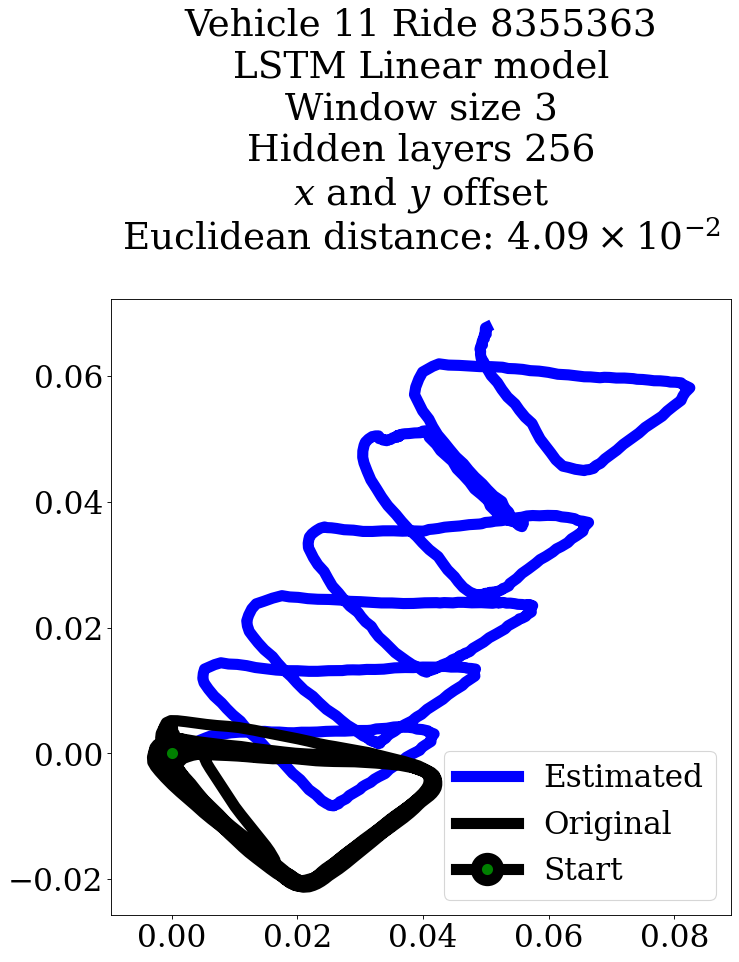 Vehicle 11 Ride 8355363
LSTM Linear model
Window size 3
Hidden layers 256
x and y offset
Euclidean distance: 4.09 × 10⁻²
0.06
0.04
0.02
0.00
−0.02
Estimated
Original
Start
0.00 0.02 0.04 0.06 0.08